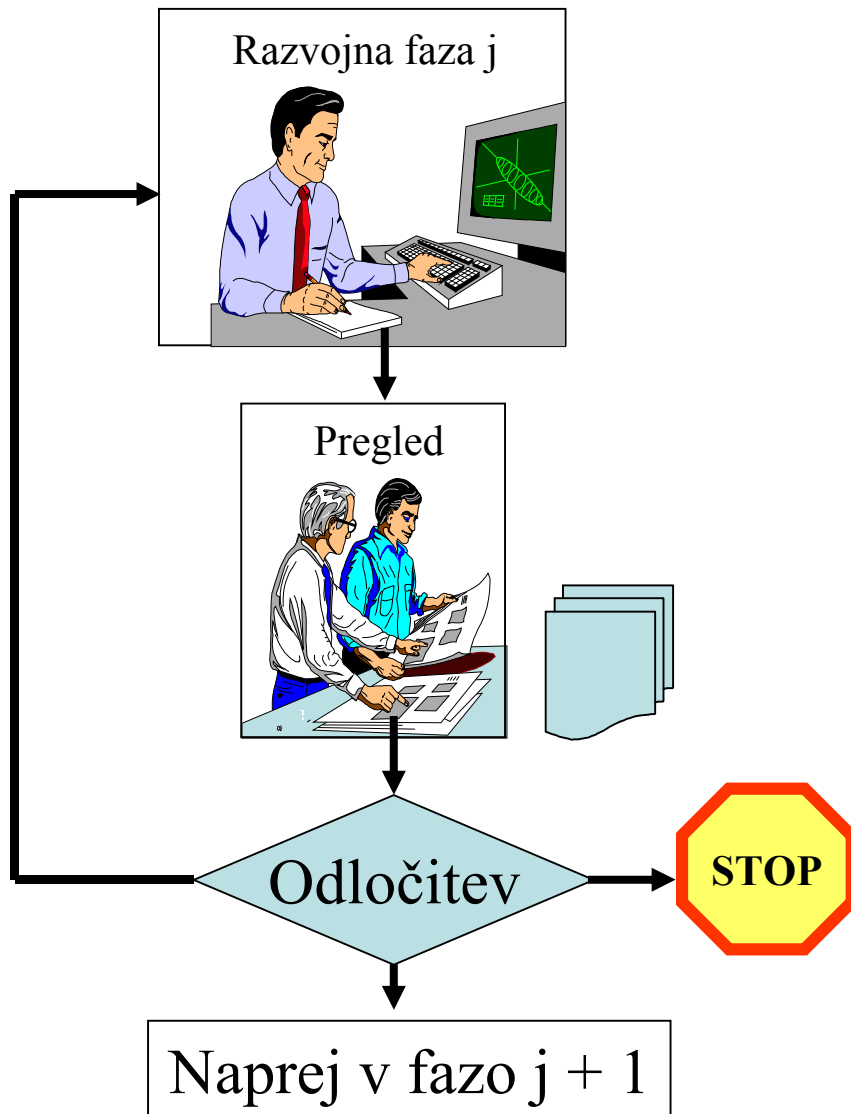 Razvojna faza j
Pregled
Odločitev
STOP
Naprej v fazo j + 1